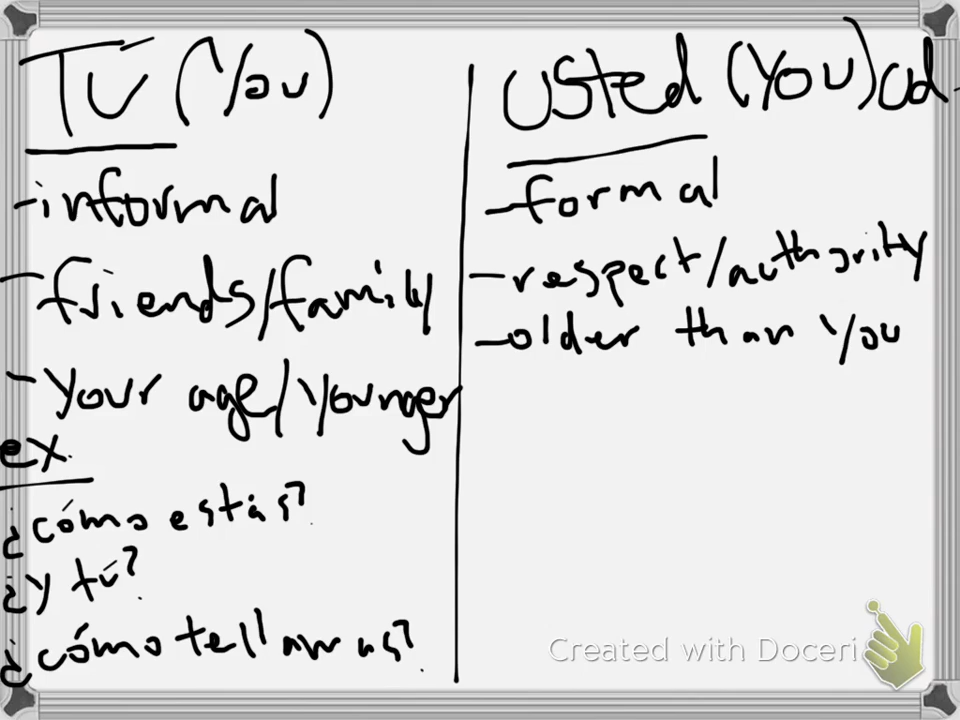 Tú (You)
-informal
-friends/family
-your age/younger
ex.
¿cómo estás?
¿y tú?
¿cómo te llamas?
usted (you) ud.
-formal
-respect/authority
-older than you
Created with Doceri